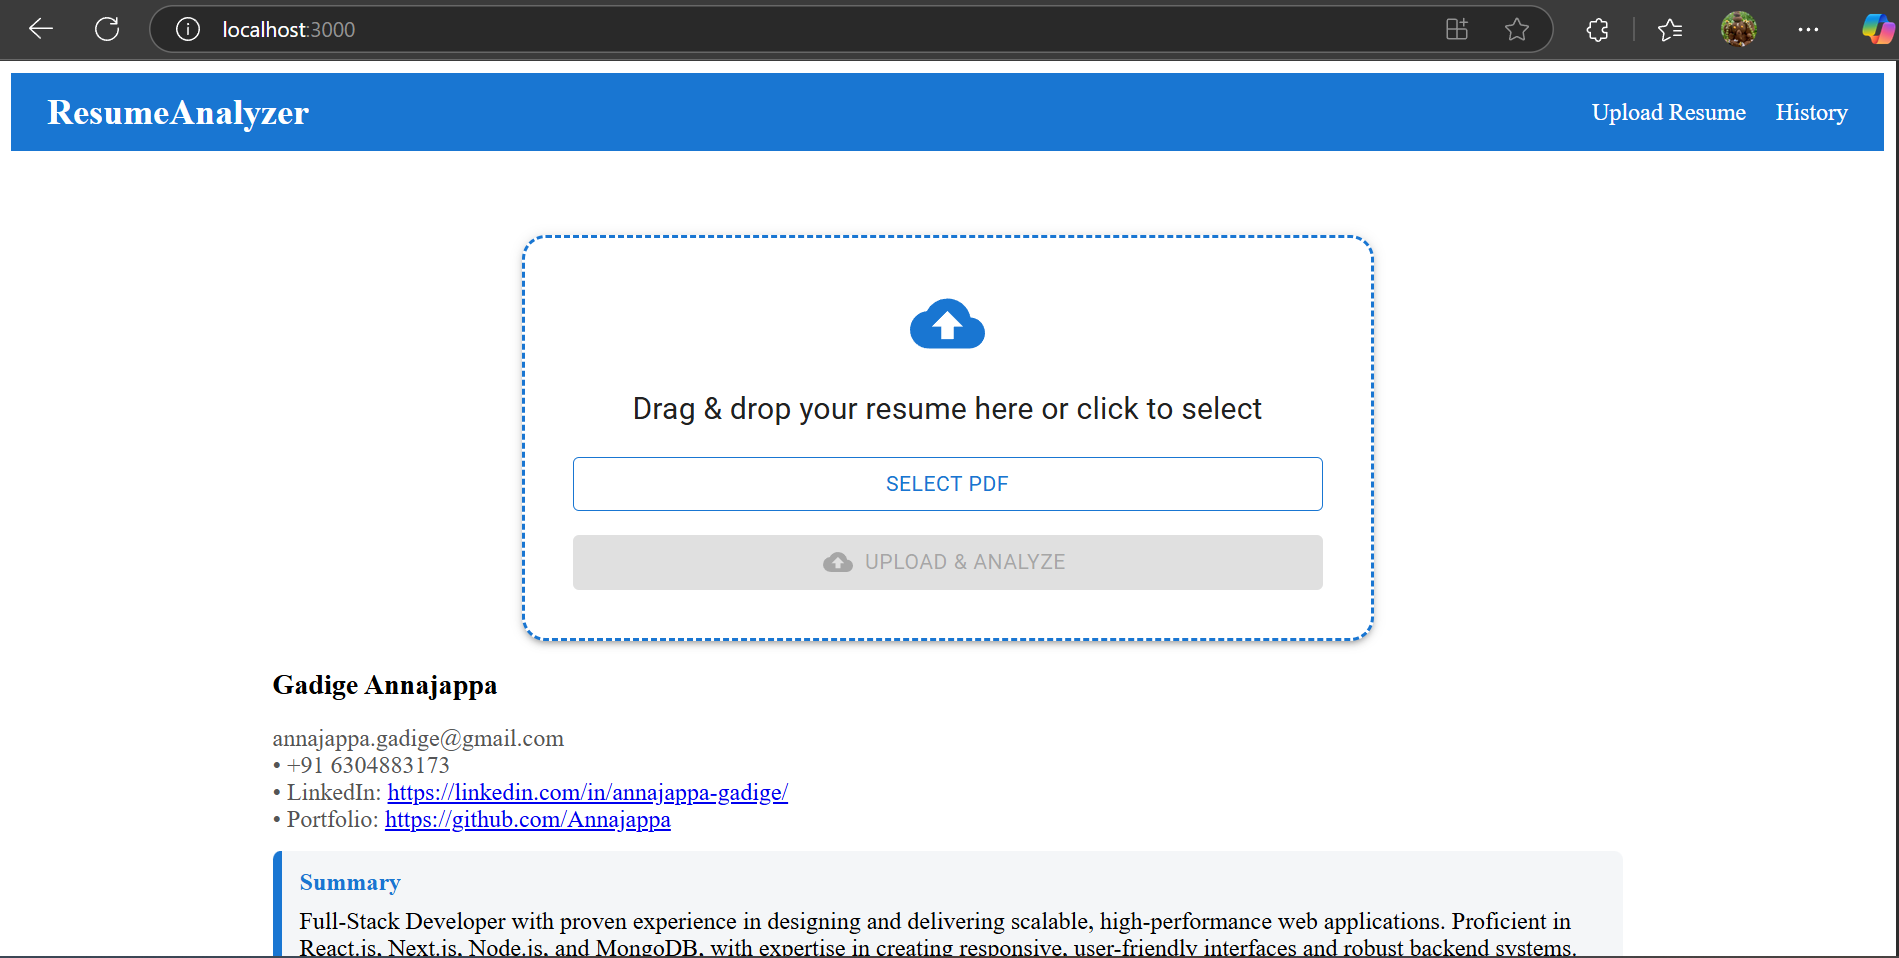 localhost:3000
ResumeAnalyzer
Upload Resume
History
Drag & drop your resume here or click to select
SELECT PDF
UPLOAD & ANALYZE
Gadige Annajappa
annajappa.gadige@gmail.com
• +91 6304883173
• LinkedIn: https://linkedin.com/in/annajappa-gadige/
• Portfolio: https://github.com/Annajappa
Summary
Full-Stack Developer with proven experience in designing and delivering scalable, high-performance web applications. Proficient in
React.js, Next.js, Node.js, and MongoDB, with expertise in creating responsive, user-friendly interfaces and robust backend systems.